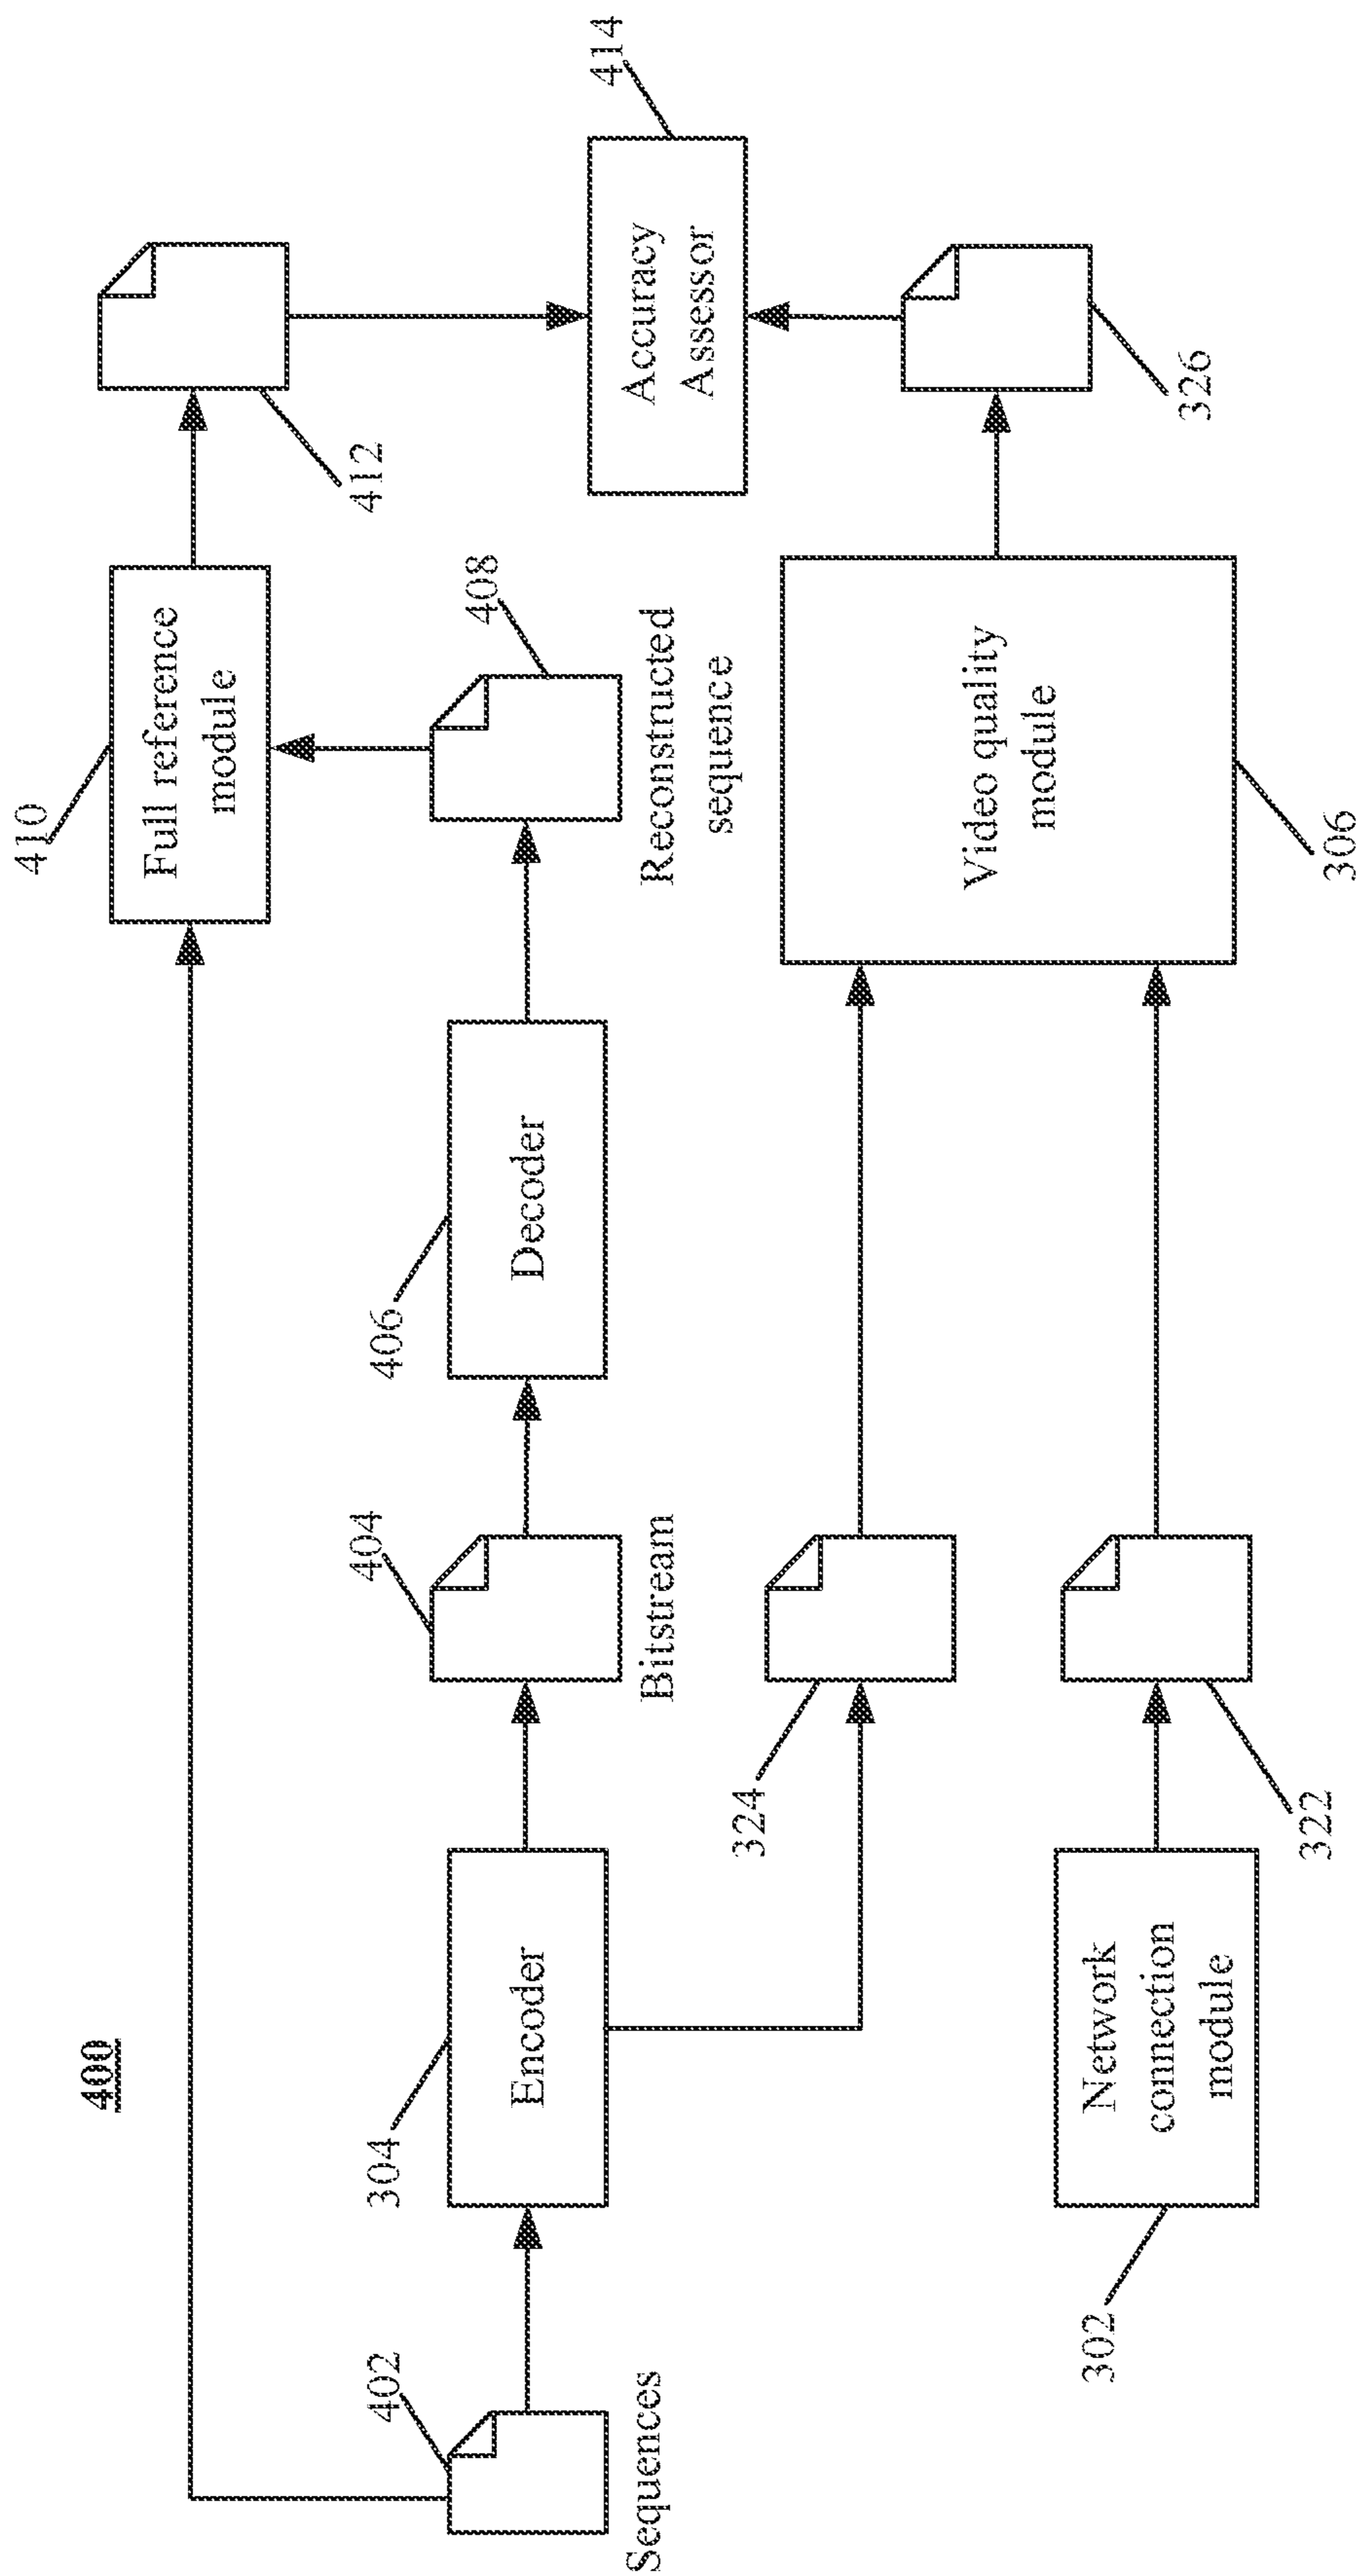 400
410
Full reference
module
412
414
Accuracy
Assessor
402
Sequences
304
Encoder
404
Bitstream
406
Decoder
408
Reconstructed
sequence
324
Video quality
module
306
326
302
Network
connection
module
322